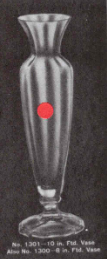 No. 1301—10 in. Ftd. Vase
Also No. 1300—8 in. Ftd. Vase